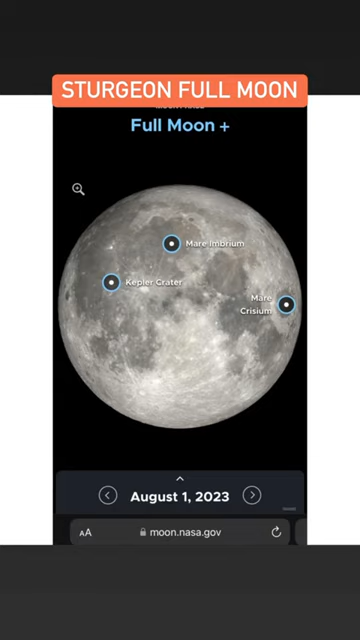 STURGEON FULL MOON
Full Moon +
Mare Imbrium
Kepler Crater
Mare
Crisium
August 1, 2023
AA
moon.nasa.gov